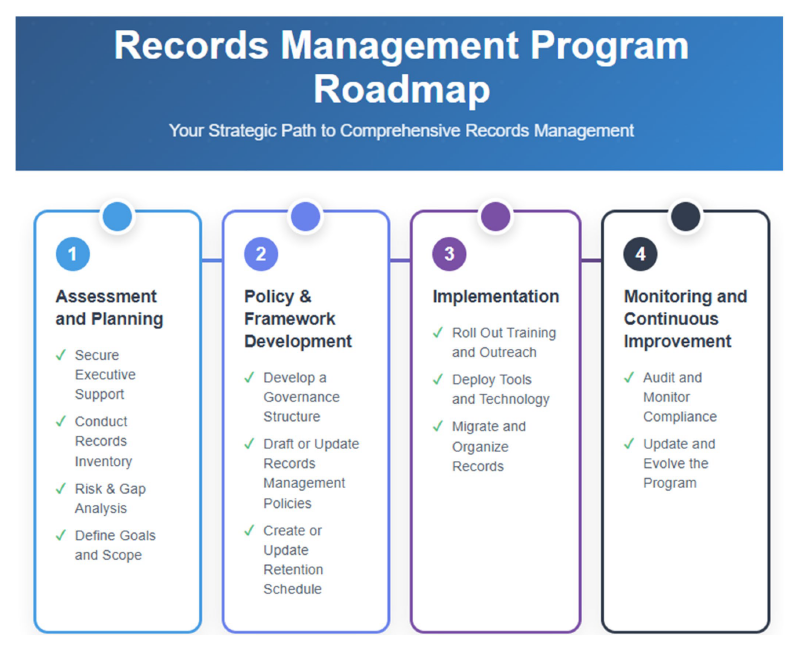 Records Management Program
Roadmap
Your Strategic Path to Comprehensive Records Management
1
Assessment
and Planning
✓ Secure
Executive
Support
✓ Conduct
Records
Inventory
✓ Risk & Gap
Analysis
✓ Define Goals
and Scope
2
Policy &
Framework
Development
✓ Develop a
Governance
Structure
✓ Draft or Update
Records
Management
Policies
✓ Create or
Update
Retention
Schedule
3
Implementation
✓ Roll Out Training
and Outreach
✓ Deploy Tools
and Technology
✓ Migrate and
Organize
Records
4
Monitoring and
Continuous
Improvement
✓ Audit and
Monitor
Compliance
✓ Update and
Evolve the
Program